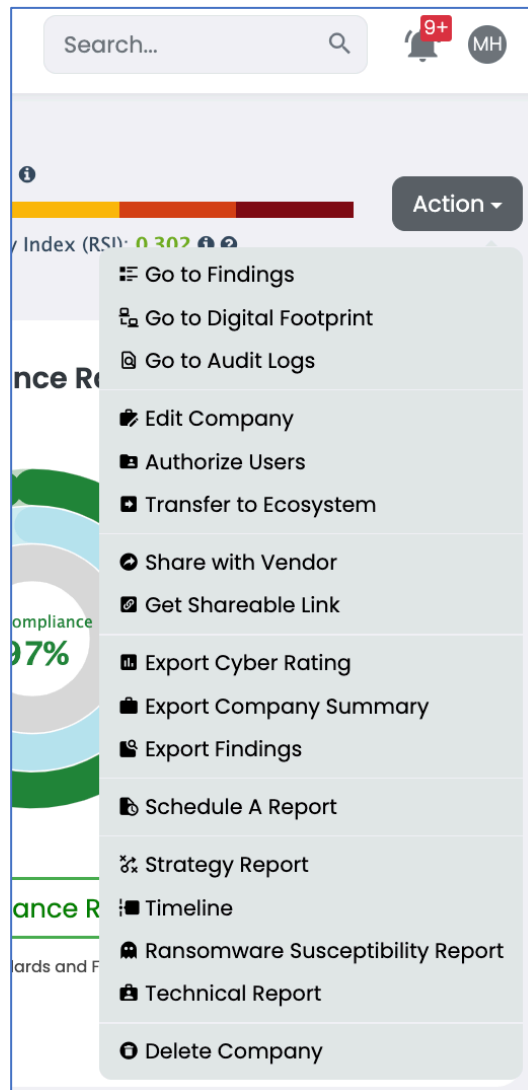 Search...
9+
MH
Action
y Index (RSI): 0.302
Go to Findings
Go to Digital Footprint
Go to Audit Logs
nce Re
Edit Company
Authorize Users
Transfer to Ecosystem
Share with Vendor
Get Shareable Link
ompliance
97%
Export Cyber Rating
Export Company Summary
Export Findings
Schedule A Report
Strategy Report
ance R
Timeline
Ransomware Susceptibility Report
lards and F
Technical Report
Delete Company